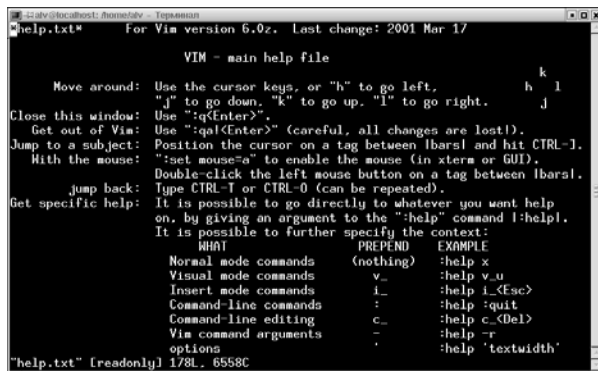 alv@localhost: /home/alv - Терминал
*help.txt*      For Vim version 6.0z.  Last change: 2001 Mar 17
VIM - main help file
k
Move around:  Use the cursor keys, or "h" to go left,            h   l
"j" to go down, "k" to go up, "l" to go right.      j
Close this window:  Use ":q<Enter>".
Get out of Vim:  Use ":qa!<Enter>" (careful, all changes are lost!).
Jump to a subject:  Position the cursor on a tag between |bars| and hit CTRL-].
With the mouse:  ":set mouse=a" to enable the mouse (in xterm or GUI).
Double-click the left mouse button on a tag between |bars|.
jump back:  Type CTRL-T or CTRL-O (can be repeated).
Get specific help:  It is possible to go directly to whatever you want help
on, by giving an argument to the ":help" command |:help|.
It is possible to further specify the context:
WHAT                  PREPEND    EXAMPLE
Normal mode commands      (nothing)   :help x
Visual mode commands         v_       :help v_u
Insert mode commands         i_       :help i_<Esc>
Command-line commands        :        :help :quit
Command-line editing         c_       :help c_<Del>
Vim command arguments        -        :help -r
options                      '        :help 'textwidth'
"help.txt" [readonly] 178L, 6558C